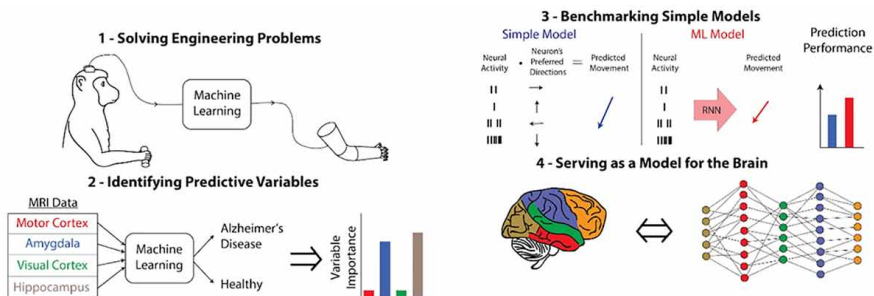 1 - Solving Engineering Problems
Machine
Learning
2 - Identifying Predictive Variables
MRI Data
Motor Cortex
Amygdala
Visual Cortex
Hippocampus
Machine
Learning
Alzheimer's
Disease
Healthy
Variable
Importance
3 - Benchmarking Simple Models
Simple Model
Neural
Activity
Neuron's
Preferred
Directions
=
Predicted
Movement
ML Model
Neural
Activity
RNN
Predicted
Movement
Prediction
Performance
4 - Serving as a Model for the Brain